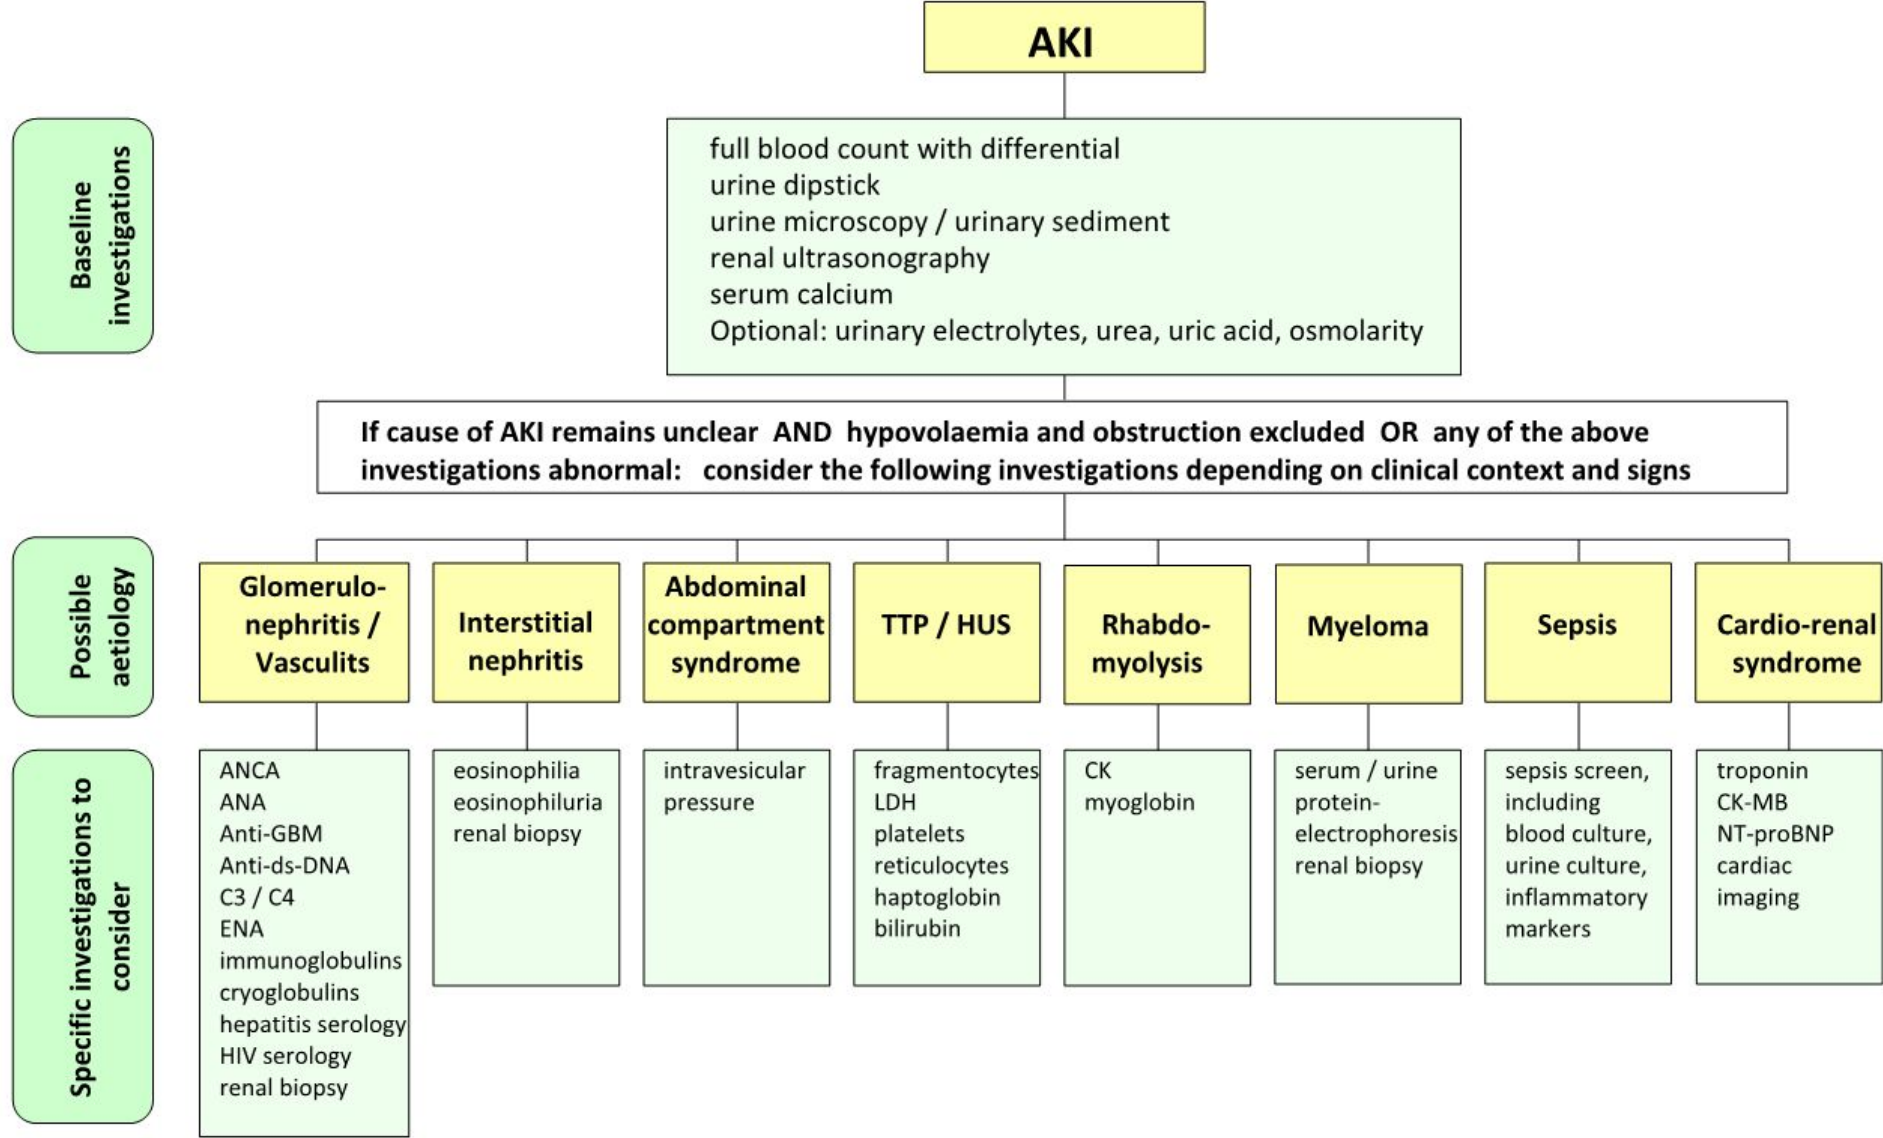 AKI
Baseline
investigations
full blood count with differential
urine dipstick
urine microscopy / urinary sediment
renal ultrasonography
serum calcium
Optional: urinary electrolytes, urea, uric acid, osmolarity
If cause of AKI remains unclear AND hypovolaemia and obstruction excluded OR any of the above
investigations abnormal: consider the following investigations depending on clinical context and signs
Possible
aetiology
Glomerulo-
nephritis /
Vasculits
Interstitial
nephritis
Abdominal
compartment
syndrome
TTP / HUS
Rhabdo-
myolysis
Myeloma
Sepsis
Cardio-renal
syndrome
Specific investigations to
consider
ANCA
ANA
Anti-GBM
Anti-ds-DNA
C3 / C4
ENA
immunoglobulins
cryoglobulins
hepatitis serology
HIV serology
renal biopsy
eosinophilia
eosinophiluria
renal biopsy
intravesicular
pressure
fragmentocytes
LDH
platelets
reticulocytes
haptoglobin
bilirubin
CK
myoglobin
serum / urine
protein-
electrophoresis
renal biopsy
sepsis screen,
including
blood culture,
urine culture,
inflammatory
markers
troponin
CK-MB
NT-proBNP
cardiac
imaging